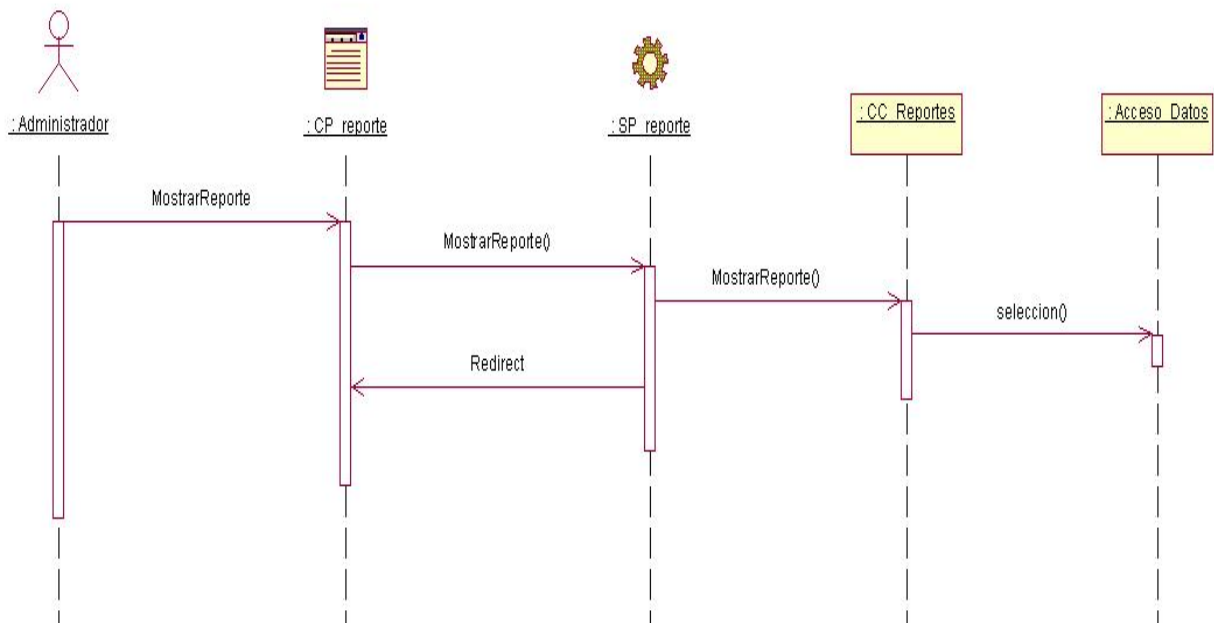 : Administrador
: CP_reporte
: SP_reporte
: CC_Reportes
: Acceso_Datos
MostrarReporte
MostrarReporte()
MostrarReporte()
seleccion()
Redirect